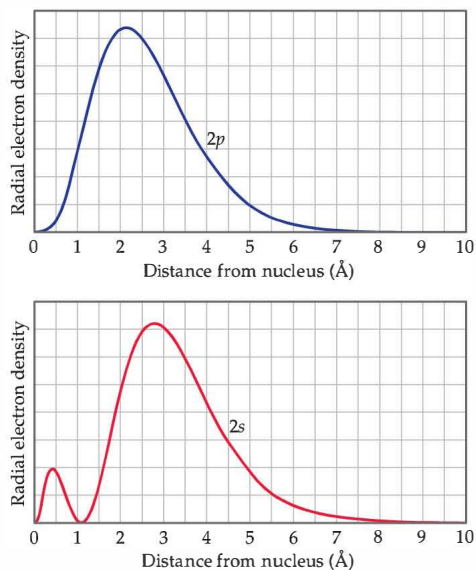 Radial electron density
2p
0 1 2 3 4 5 6 7 8 9 10
Distance from nucleus (Å)
Radial electron density
2s
0 1 2 3 4 5 6 7 8 9 10
Distance from nucleus (Å)